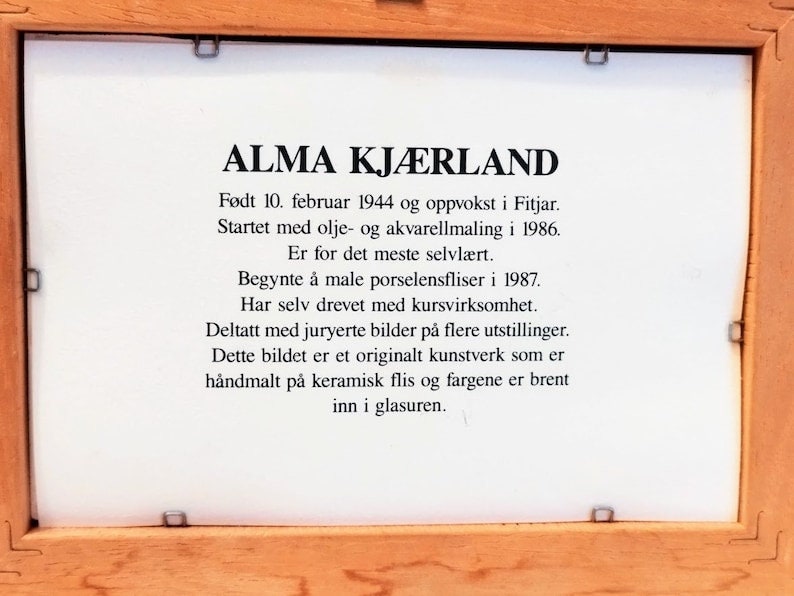 ALMA KJÆRLAND
Født 10. februar 1944 og oppvokst i Fitjar.
Startet med olje- og akvarellmaling i 1986.
Er for det meste selvlært.
Begynte å male porselensfliser i 1987.
Har selv drevet med kursvirksomhet.
Deltatt med juryerte bilder på flere utstillinger.
Dette bildet er et originalt kunstverk som er
håndmalt på keramisk flis og fargene er brent
inn i glasuren.